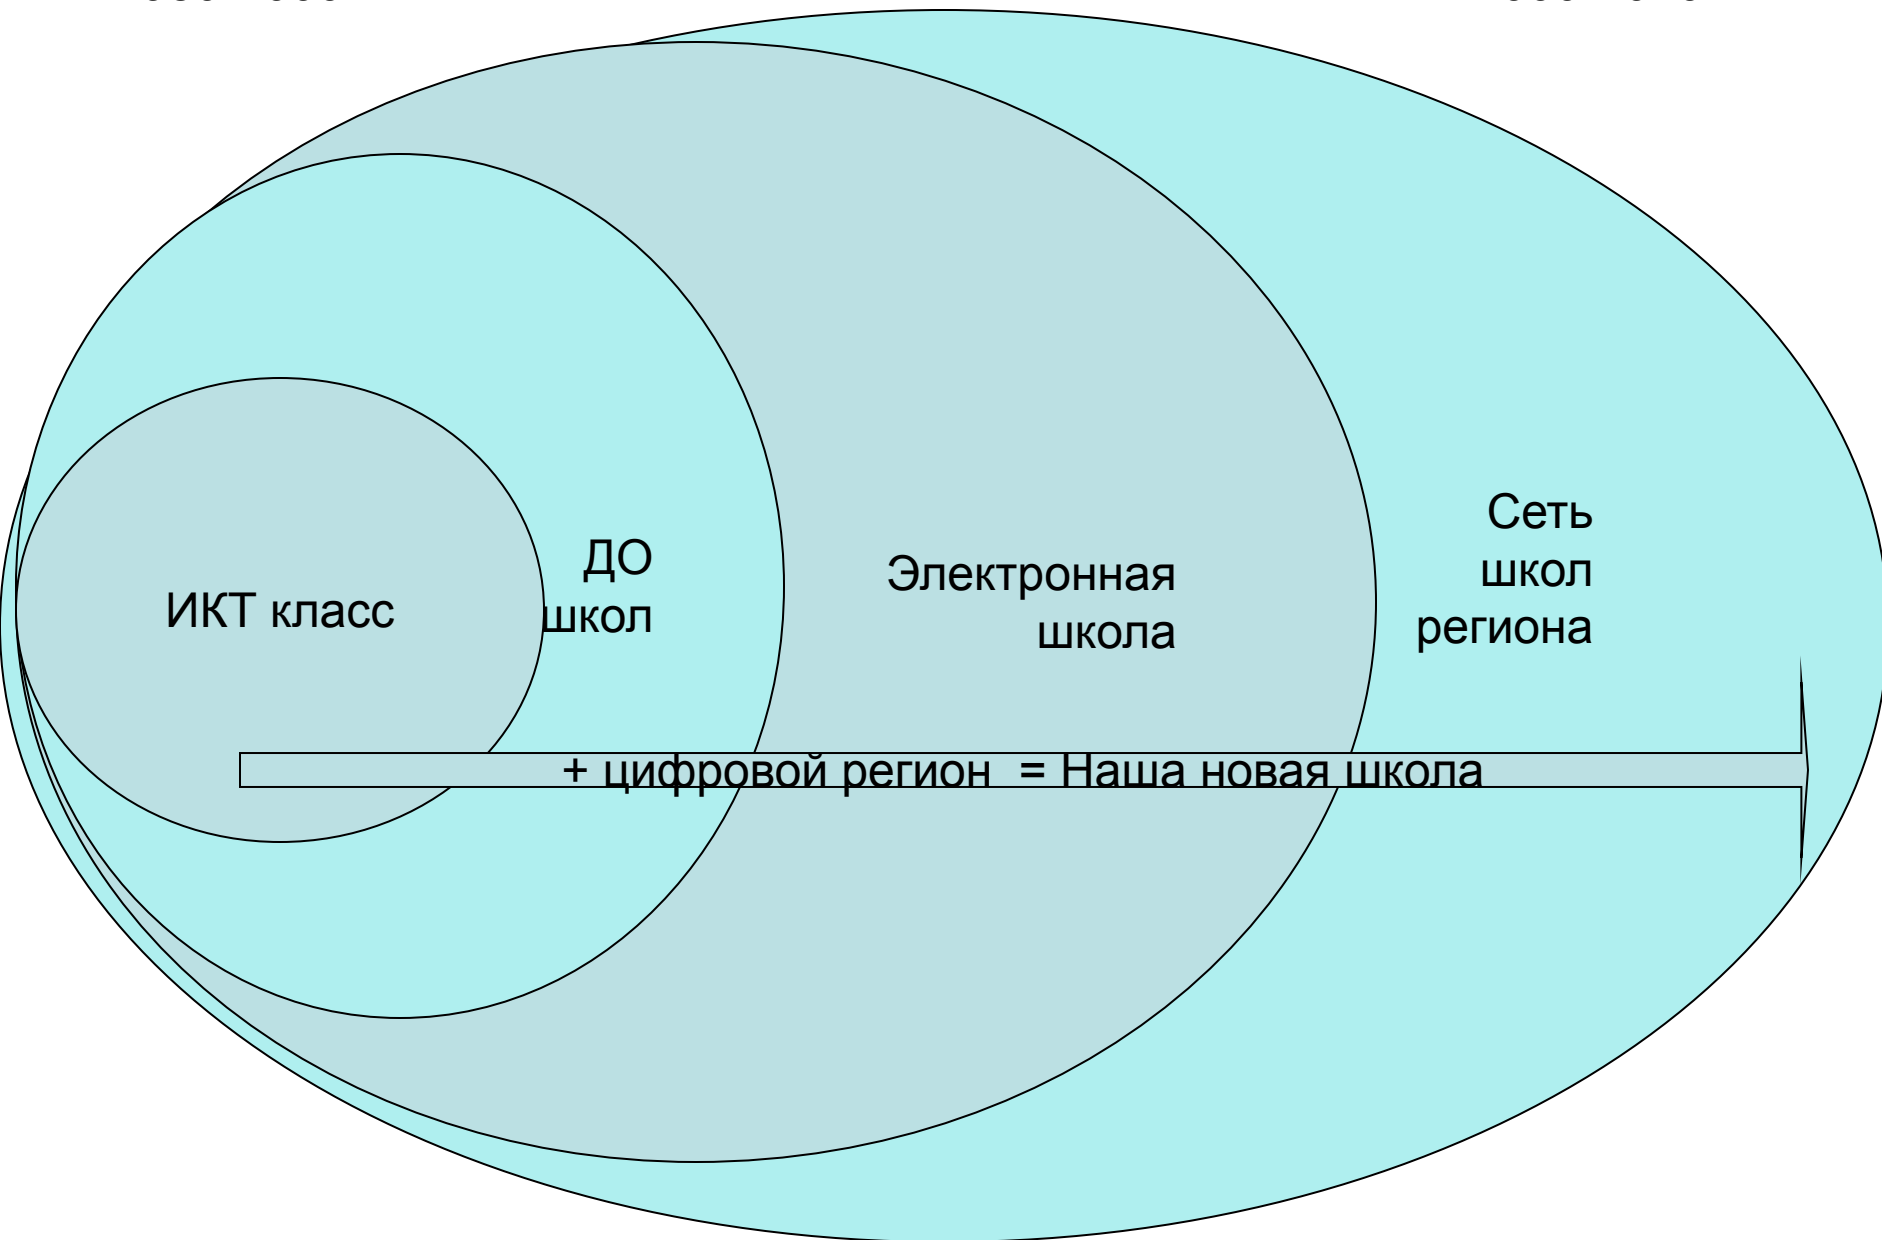 ИКТ класс
ДО
школ
Электронная
школа
Сеть
школ
региона
+ цифровой регион = Наша новая школа